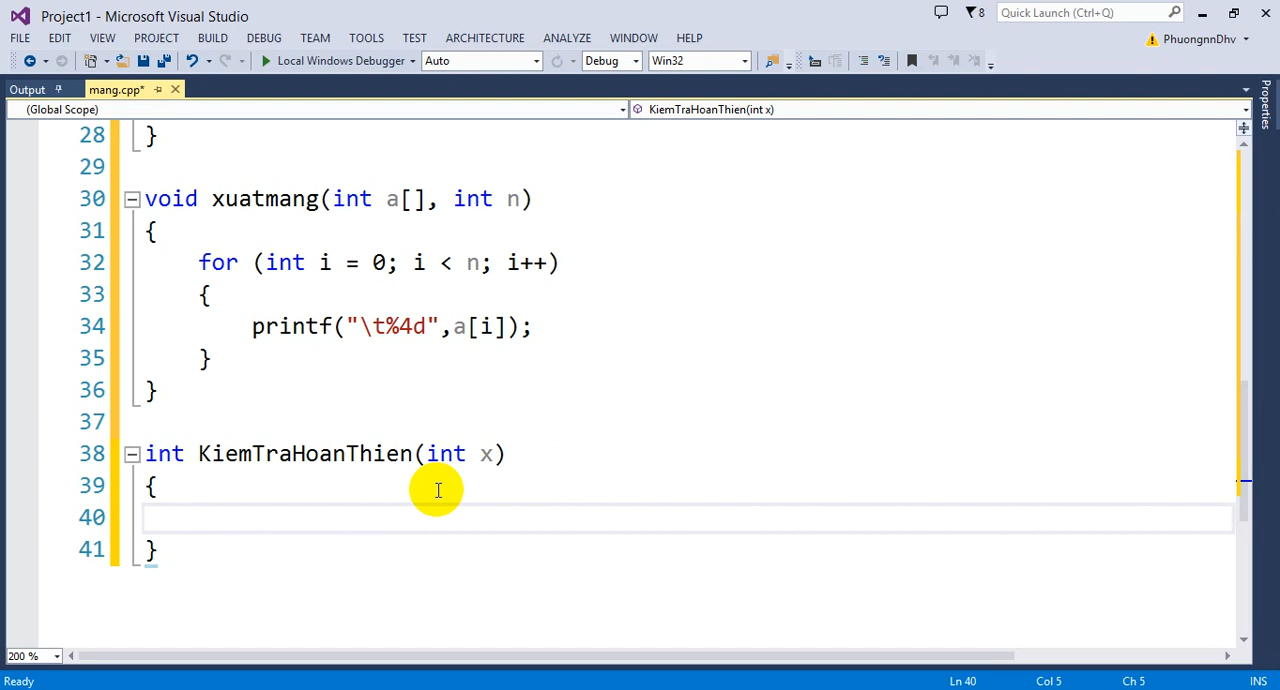 Project1 - Microsoft Visual Studio
8
Quick Launch (Ctrl+Q)
FILE EDIT VIEW PROJECT BUILD DEBUG TEAM TOOLS TEST ARCHITECTURE ANALYZE WINDOW HELP
PhuongnnDhv
Local Windows Debugger Auto Debug Win32
Output mang.cpp*
Properties
(Global Scope) KiemTraHoanThien(int x)
28 }
29
30 void xuatmang(int a[], int n)
31 {
32 for (int i = 0; i < n; i++)
33 {
34 printf("\t%4d",a[i]);
35 }
36 }
37
38 int KiemTraHoanThien(int x)
39 {
40
41 }
200 %
Ready Ln 40 Col 5 Ch 5 INS